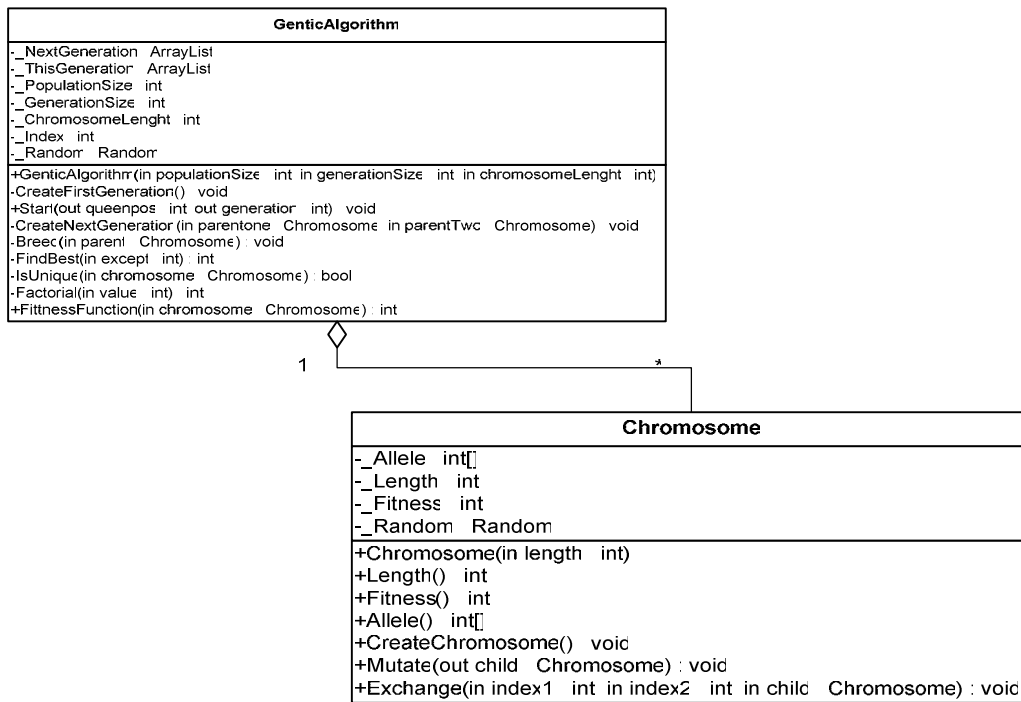 GenticAlgorithm
-_NextGeneration ArrayList
-_ThisGeneration ArrayList
-_PopulationSize int
-_GenerationSize int
-_ChromosomeLenght int
-_Index int
-_Random Random
+GenticAlgorithm(in populationSize int in generationSize int in chromosomeLenght int)
-CreateFirstGeneration() void
+Start(out queenpos int out generation int) void
-CreateNextGeneration(in parentone Chromosome in parentTwo Chromosome) void
-Breed(in parent Chromosome) : void
-FindBest(in except int) : int
-IsUnique(in chromosome Chromosome) : bool
-Factorial(in value int) int
+FittnessFunction(in chromosome Chromosome) : int
1 *
Chromosome
-_Allele int[]
-_Length int
-_Fitness int
-_Random Random
+Chromosome(in length int)
+Length() int
+Fitness() int
+Allele() int[]
+CreateChromosome() void
+Mutate(out child Chromosome) : void
+Exchange(in index1 int in index2 int in child Chromosome) : void